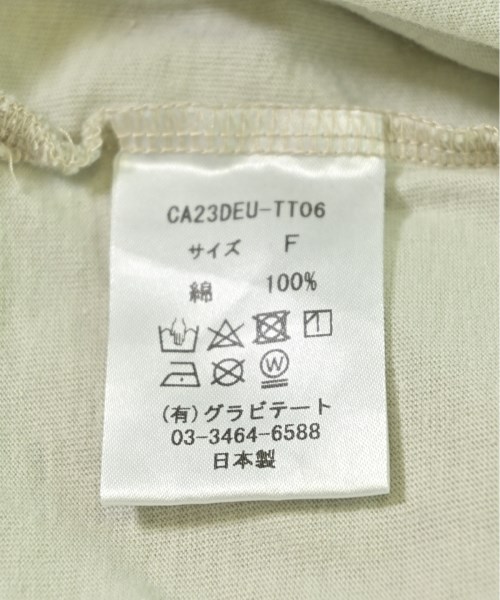 CA23DEU-TT06
サイズ F
綿 100%
W
(有)グラビテート
03-3464-6588
日本製